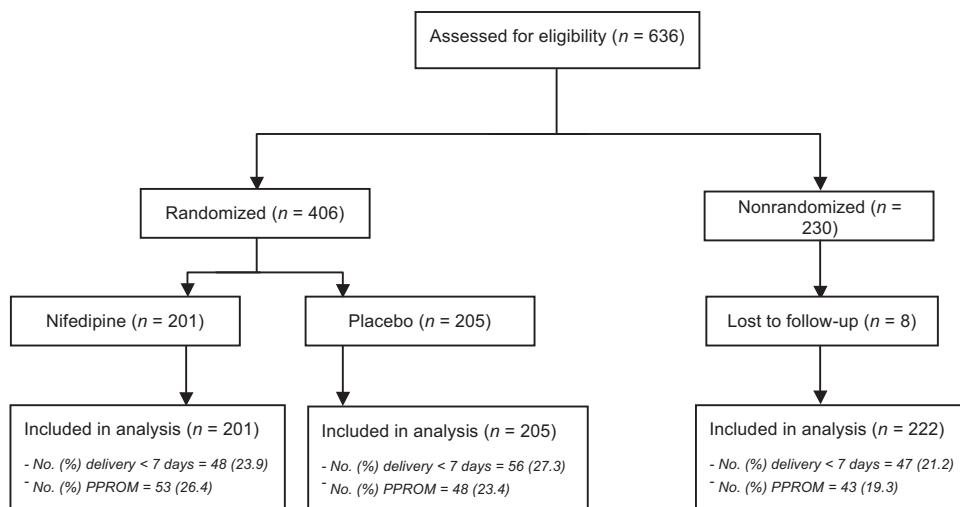 Assessed for eligibility (n = 636)
Randomized (n = 406)
Nonrandomized (n =
230)
Nifedipine (n = 201)
Placebo (n = 205)
Lost to follow-up (n = 8)
Included in analysis (n = 201)
- No. (%) delivery < 7 days = 48 (23.9)
- No. (%) PPROM = 53 (26.4)
Included in analysis (n = 205)
- No. (%) delivery < 7 days = 56 (27.3)
- No. (%) PPROM = 48 (23.4)
Included in analysis (n = 222)
- No. (%) delivery < 7 days = 47 (21.2)
- No. (%) PPROM = 43 (19.3)